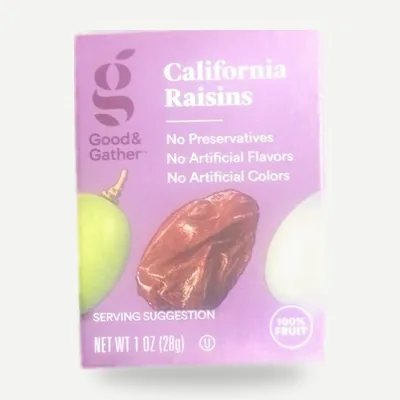 California
Raisins
Good&
Gather™
No Preservatives
No Artificial Flavors
No Artificial Colors
SERVING SUGGESTION
100%
FRUIT
NET WT 1 OZ (28g) U